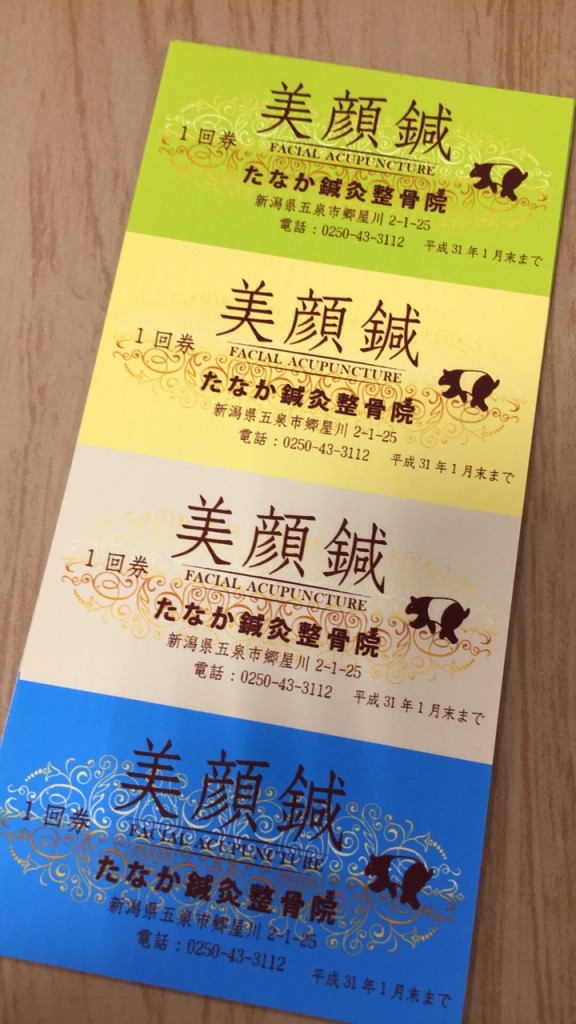 美顔鍼
1回券
FACIAL ACUPUNCTURE
たなか鍼灸整骨院
新潟県五泉市郷屋川 2-1-25
電話：0250-43-3112
平成 31 年 1 月末まで
美顔鍼
1回券
FACIAL ACUPUNCTURE
たなか鍼灸整骨院
新潟県五泉市郷屋川 2-1-25
電話：0250-43-3112
平成 31 年 1 月末まで
美顔鍼
1回券
FACIAL ACUPUNCTURE
たなか鍼灸整骨院
新潟県五泉市郷屋川 2-1-25
電話：0250-43-3112
平成 31 年 1 月末まで
美顔鍼
1回券
FACIAL ACUPUNCTURE
たなか鍼灸整骨院
新潟県五泉市郷屋川 2-1-25
電話：0250-43-3112
平成 31 年 1 月末まで